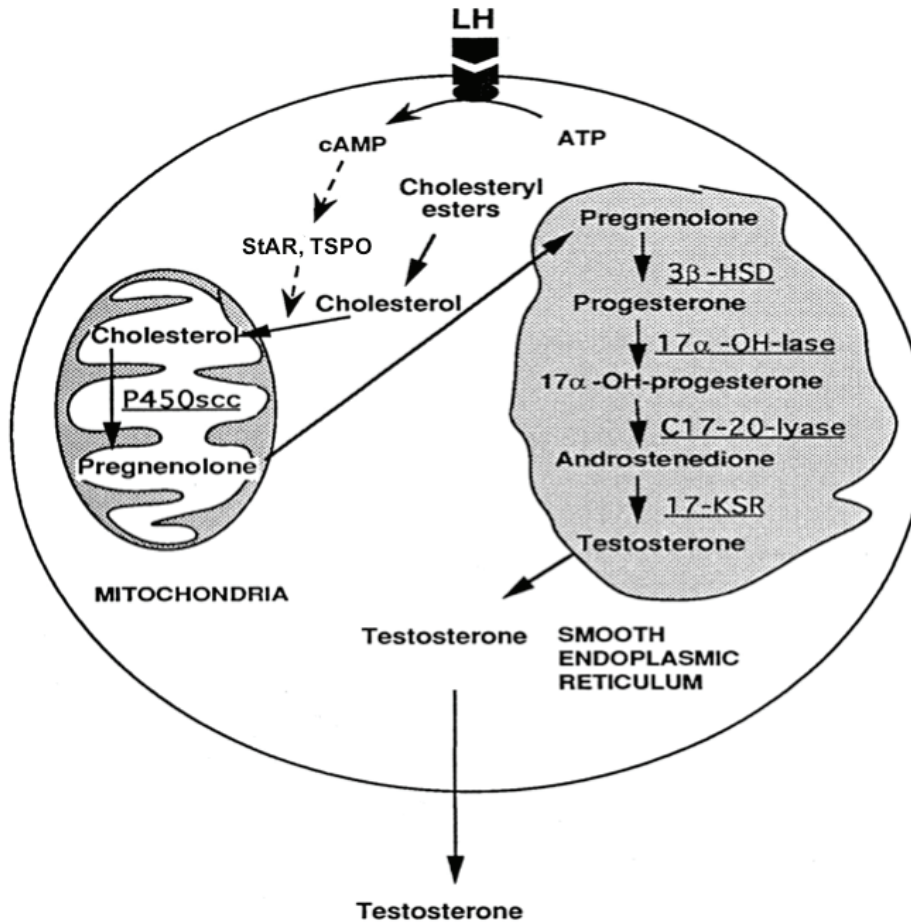 LH
cAMP
ATP
Cholesteryl
esters
StAR, TSPO
Cholesterol
Cholesterol
P450scc
Pregnenolone
MITOCHONDRIA
Pregnenolone
3β-HSD
Progesterone
17α-OH-lase
17α-OH-progesterone
C17-20-lyase
Androstenedione
17-KSR
Testosterone
SMOOTH
ENDOPLASMIC
RETICULUM
Testosterone
Testosterone